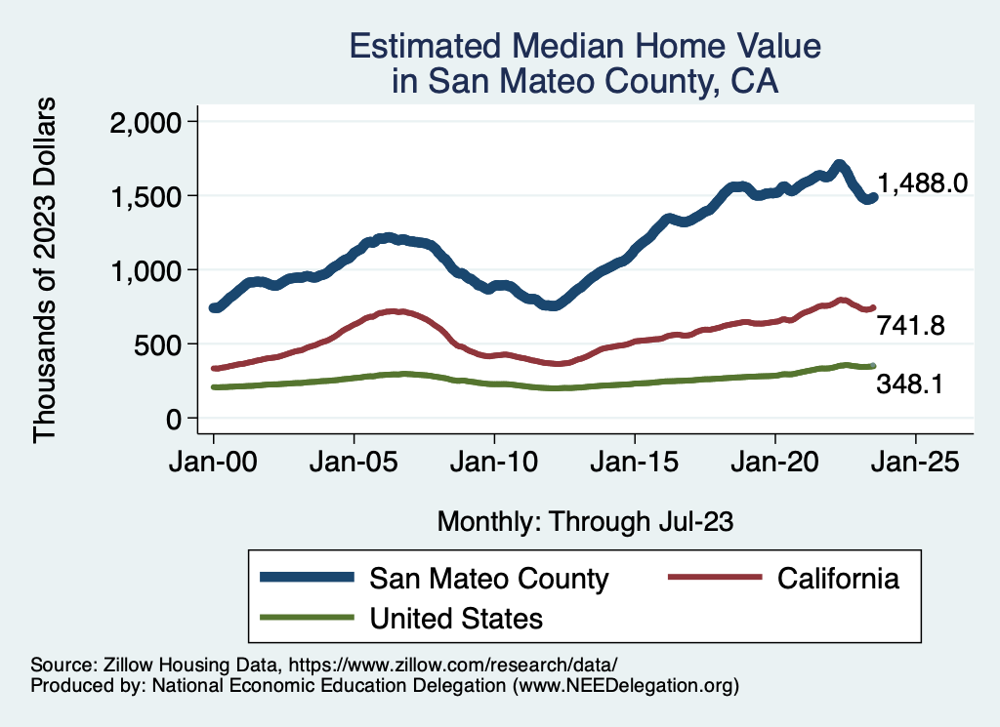 Estimated Median Home Value
in San Mateo County, CA
Thousands of 2023 Dollars
2,000
1,500
1,000
500
0
1,488.0
741.8
348.1
Jan-00 Jan-05 Jan-10 Jan-15 Jan-20 Jan-25
Monthly: Through Jul-23
San Mateo County California
United States
Source: Zillow Housing Data, https://www.zillow.com/research/data/
Produced by: National Economic Education Delegation (www.NEEDelegation.org)